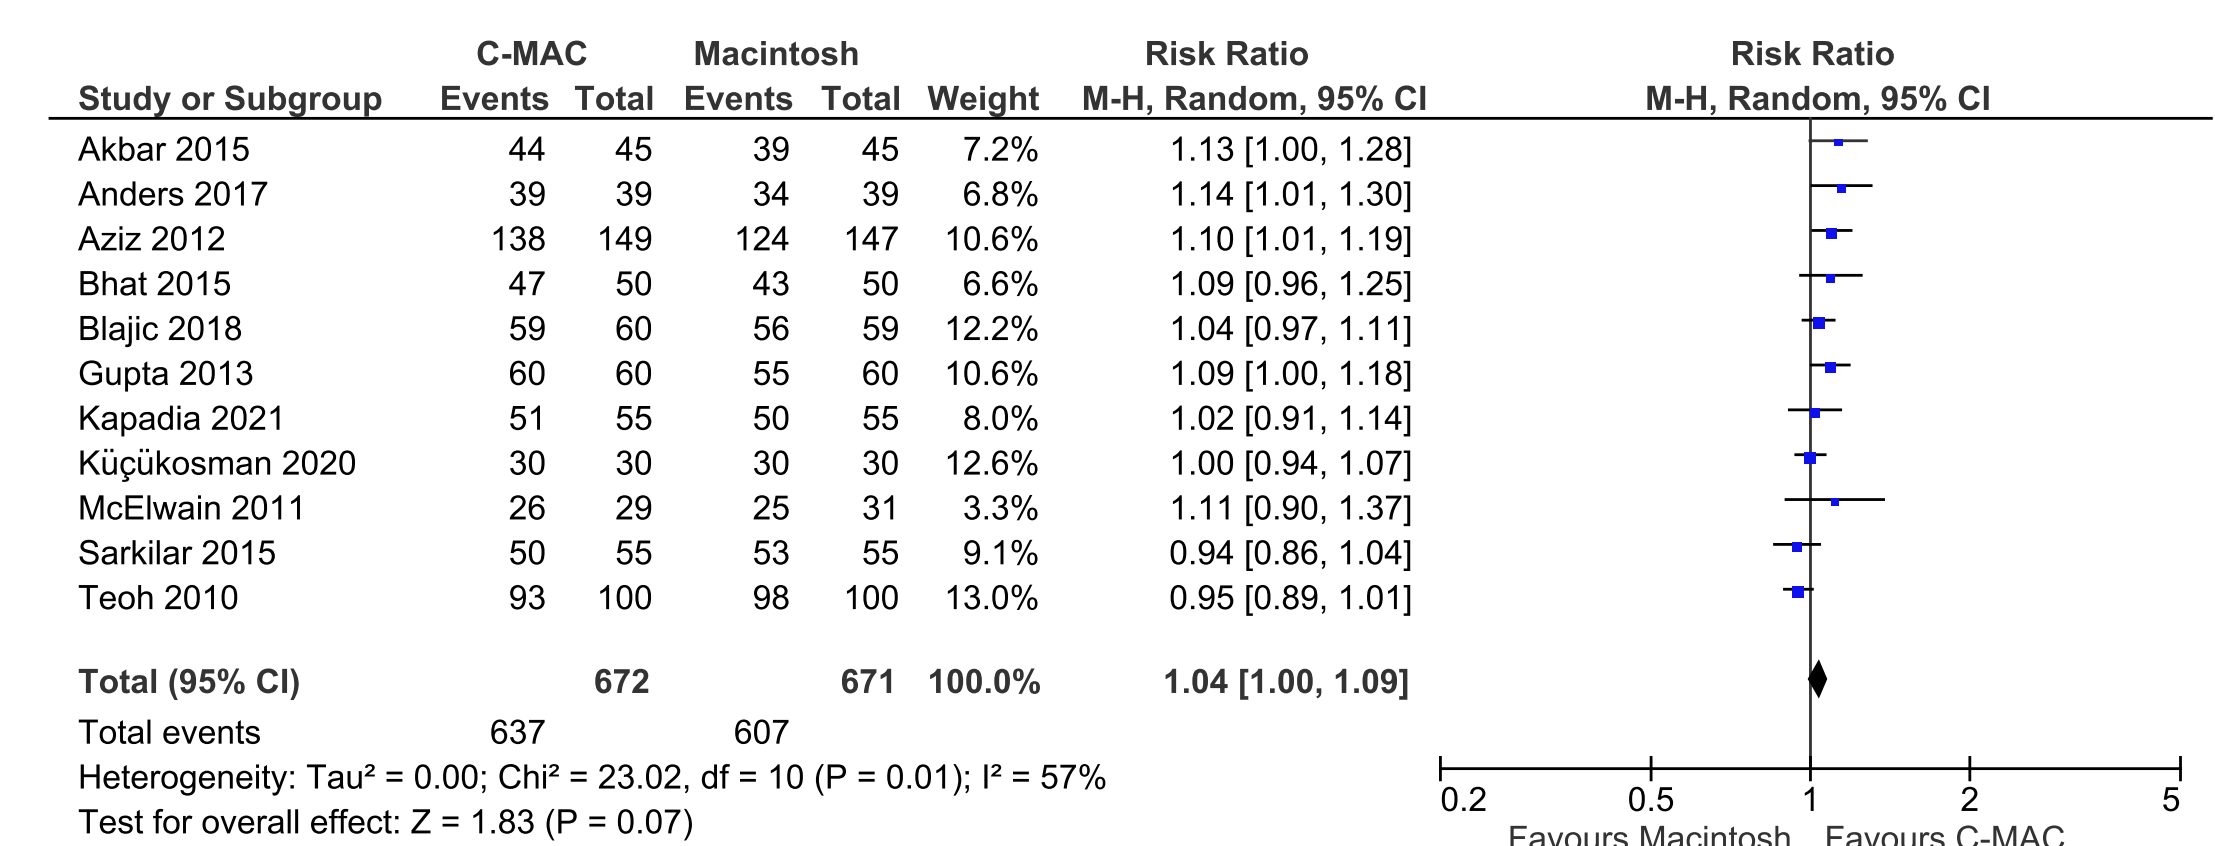 C-MAC Macintosh Risk Ratio Risk Ratio
Study or Subgroup Events Total Events Total Weight M-H, Random, 95% CI M-H, Random, 95% CI
Akbar 2015 44 45 39 45 7.2% 1.13 [1.00, 1.28]
Anders 2017 39 39 34 39 6.8% 1.14 [1.01, 1.30]
Aziz 2012 138 149 124 147 10.6% 1.10 [1.01, 1.19]
Bhat 2015 47 50 43 50 6.6% 1.09 [0.96, 1.25]
Blajic 2018 59 60 56 59 12.2% 1.04 [0.97, 1.11]
Gupta 2013 60 60 55 60 10.6% 1.09 [1.00, 1.18]
Kapadia 2021 51 55 50 55 8.0% 1.02 [0.91, 1.14]
Küçükosman 2020 30 30 30 30 12.6% 1.00 [0.94, 1.07]
McElwain 2011 26 29 25 31 3.3% 1.11 [0.90, 1.37]
Sarkilar 2015 50 55 53 55 9.1% 0.94 [0.86, 1.04]
Teoh 2010 93 100 98 100 13.0% 0.95 [0.89, 1.01]
Total (95% CI) 672 671 100.0% 1.04 [1.00, 1.09]
Total events 637 607
Heterogeneity: Tau² = 0.00; Chi² = 23.02, df = 10 (P = 0.01); I² = 57%
Test for overall effect: Z = 1.83 (P = 0.07)
0.2 0.5 1 2 5
Favours Macintosh Favours C-MAC